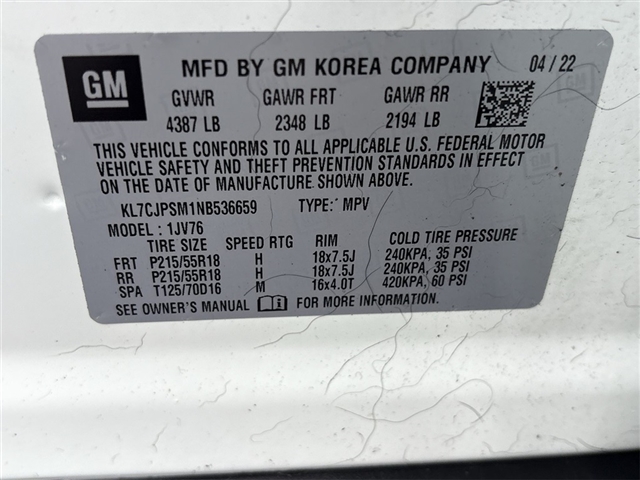 GM MFD BY GM KOREA COMPANY 04 / 22
GVWR GAWR FRT GAWR RR
4387 LB 2348 LB 2194 LB
THIS VEHICLE CONFORMS TO ALL APPLICABLE U.S. FEDERAL MOTOR
VEHICLE SAFETY AND THEFT PREVENTION STANDARDS IN EFFECT
ON THE DATE OF MANUFACTURE SHOWN ABOVE.
KL7CJPSM1NB536659 TYPE: MPV
MODEL : 1JV76
TIRE SIZE SPEED RTG RIM COLD TIRE PRESSURE
FRT P215/55R18 H 18x7.5J 240KPA, 35 PSI
RR P215/55R18 H 18x7.5J 240KPA, 35 PSI
SPA T125/70D16 M 16x4.0T 420KPA, 60 PSI
SEE OWNER'S MANUAL FOR MORE INFORMATION.